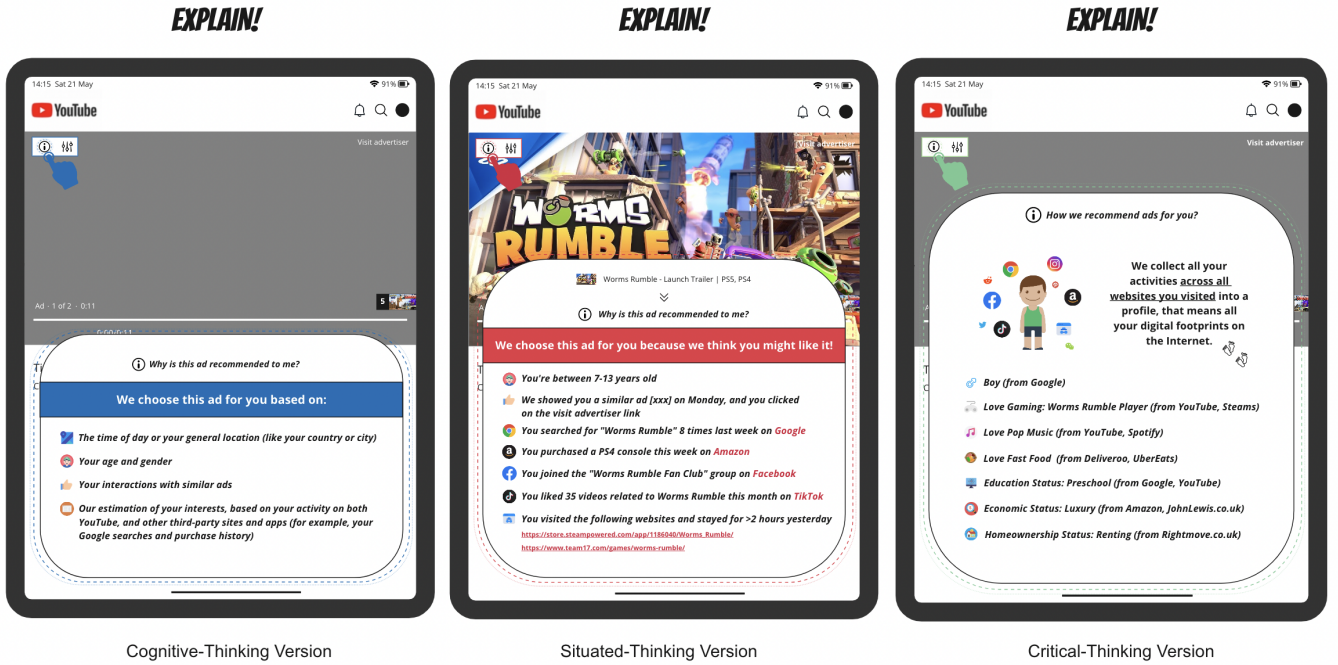 EXPLAIN!
14:15 Sat 21 May
91%
YouTube
Visit advertiser
Ad · 1 of 2 · 0:11
5
0:00/0:11
Why is this ad recommended to me?
We choose this ad for you based on:
The time of day or your general location (like your country or city)
Your age and gender
Your interactions with similar ads
Our estimation of your interests, based on your activity on both
YouTube, and other third-party sites and apps (for example, your
Google searches and purchase history)
Cognitive-Thinking Version
EXPLAIN!
14:15 Sat 21 May
91%
YouTube
Visit advertiser
WORMS
RUMBLE
Worms Rumble - Launch Trailer | PS5, PS4
Why is this ad recommended to me?
We choose this ad for you because we think you might like it!
You're between 7-13 years old
We showed you a similar ad [xxx] on Monday, and you clicked
on the visit advertiser link
You searched for "Worms Rumble" 8 times last week on Google
You purchased a PS4 console this week on Amazon
You joined the "Worms Rumble Fan Club" group on Facebook
You liked 35 videos related to Worms Rumble this month on TikTok
You visited the following websites and stayed for >2 hours yesterday
https://store.steampowered.com/app/1186040/Worms_Rumble/
https://www.team17.com/games/worms-rumble/
Situated-Thinking Version
EXPLAIN!
14:15 Sat 21 May
91%
YouTube
Visit advertiser
How we recommend ads for you?
We collect all your
activities across all
websites you visited into a
profile, that means all
your digital footprints on
the Internet.
Boy (from Google)
Love Gaming: Worms Rumble Player (from YouTube, Steams)
Love Pop Music (from YouTube, Spotify)
Love Fast Food (from Deliveroo, UberEats)
Education Status: Preschool (from Google, YouTube)
Economic Status: Luxury (from Amazon, JohnLewis.co.uk)
Homeownership Status: Renting (from Rightmove.co.uk)
Critical-Thinking Version